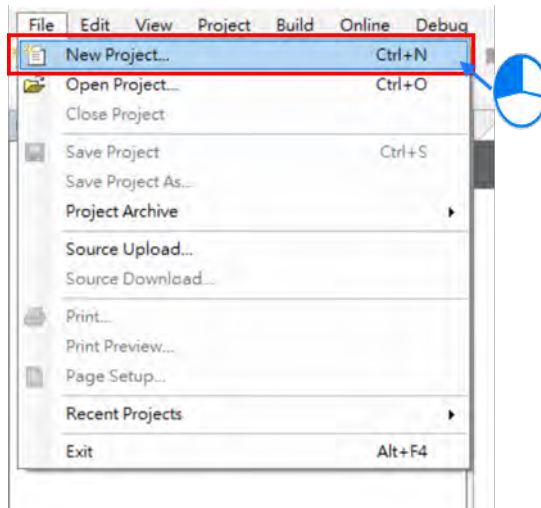 File Edit View Project Build Online Debug
New Project... Ctrl+N
Open Project... Ctrl+O
Close Project
Save Project Ctrl+S
Save Project As...
Project Archive
Source Upload...
Source Download...
Print...
Print Preview...
Page Setup...
Recent Projects
Exit Alt+F4